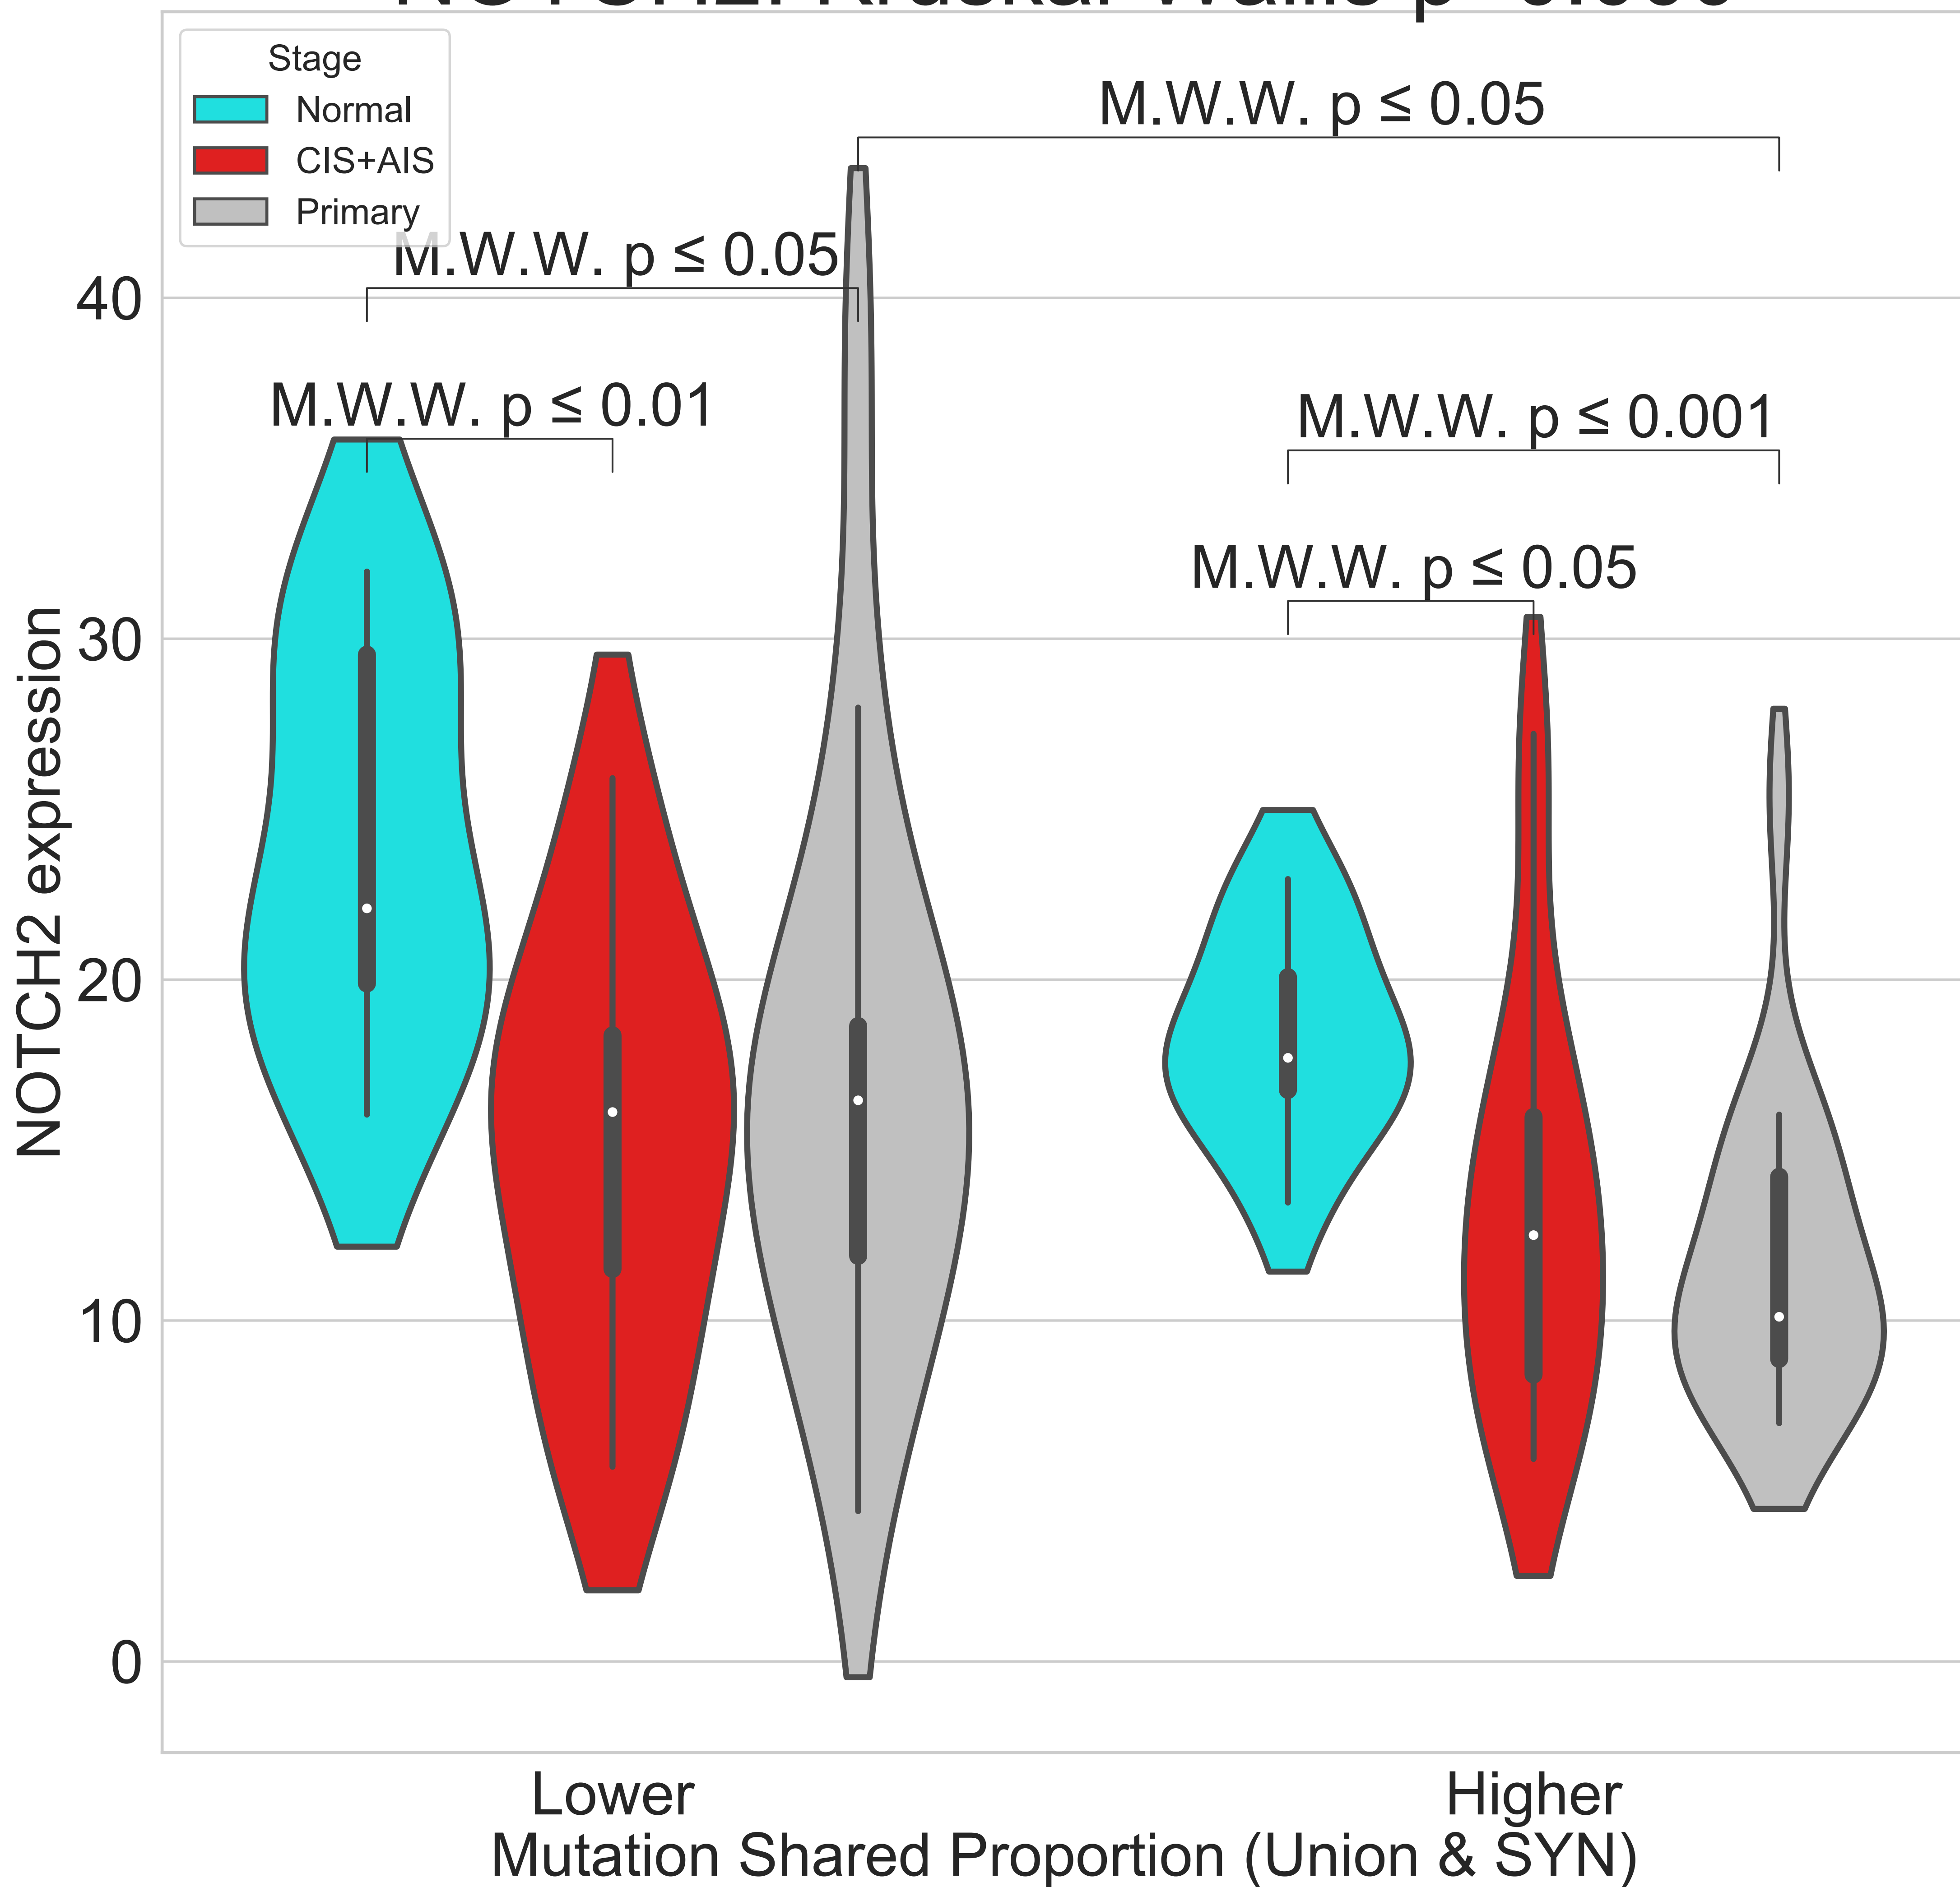 Stage
Normal
CIS+AIS
Primary
M.W.W. p ≤ 0.05
M.W.W. p ≤ 0.05
M.W.W. p ≤ 0.01
M.W.W. p ≤ 0.001
M.W.W. p ≤ 0.05
NOTCH2 expression
40
30
20
10
0
Lower
Higher
Mutation Shared Proportion (Union & SYN)